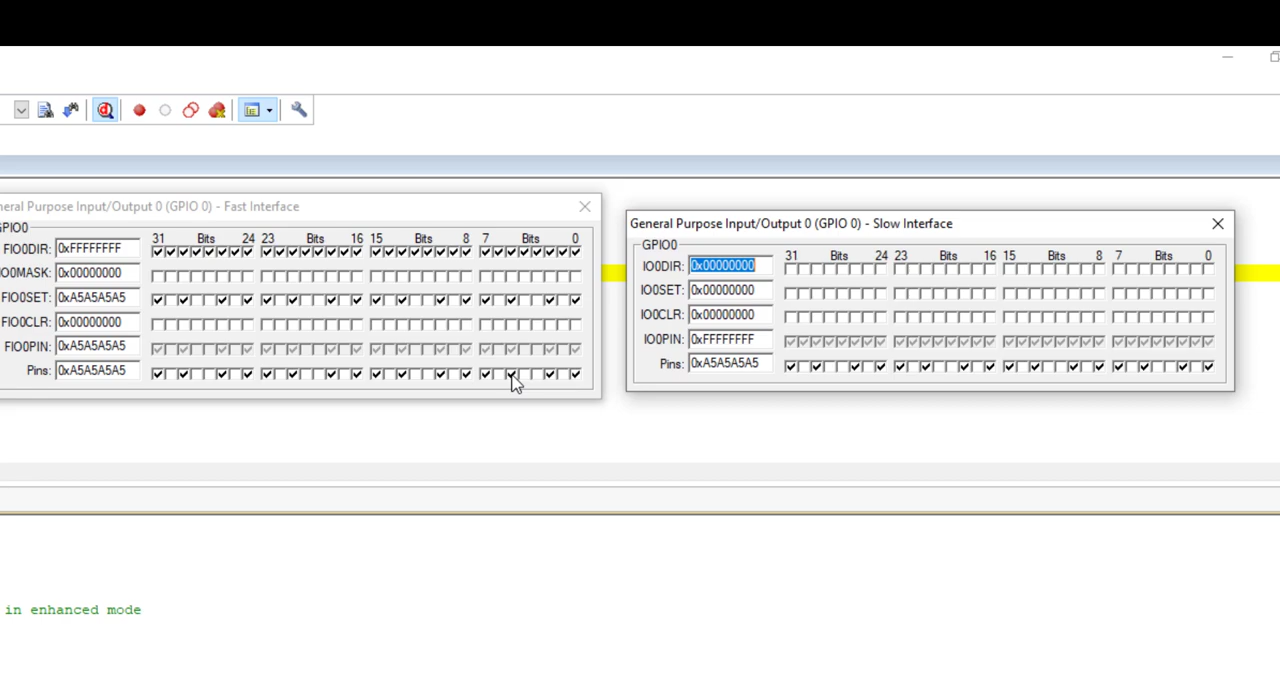 neral Purpose Input/Output 0 (GPIO 0) - Fast Interface
GPIO0
31 Bits 24 23 Bits 16 15 Bits 8 7 Bits 0
FIO0DIR: 0xFFFFFFFF
IO0MASK: 0x00000000
FIO0SET: 0xA5A5A5A5
FIO0CLR: 0x00000000
FIO0PIN: 0xA5A5A5A5
Pins: 0xA5A5A5A5
General Purpose Input/Output 0 (GPIO 0) - Slow Interface
GPIO0
31 Bits 24 23 Bits 16 15 Bits 8 7 Bits 0
IO0DIR: 0x00000000
IO0SET: 0x00000000
IO0CLR: 0x00000000
IO0PIN: 0xFFFFFFFF
Pins: 0xA5A5A5A5
in enhanced mode